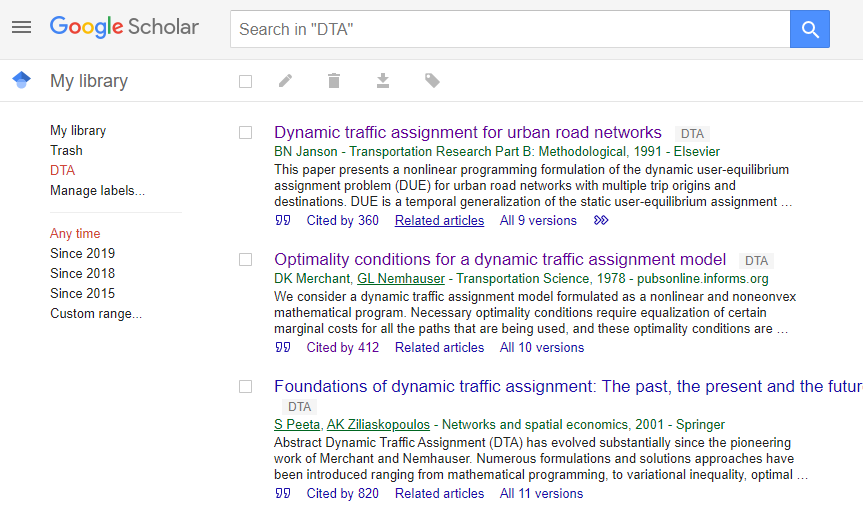 Google Scholar
Search in "DTA"
My library
My library
Trash
DTA
Manage labels...
Any time
Since 2019
Since 2018
Since 2015
Custom range...
Dynamic traffic assignment for urban road networks DTA
BN Janson - Transportation Research Part B: Methodological, 1991 - Elsevier
This paper presents a nonlinear programming formulation of the dynamic user-equilibrium
assignment problem (DUE) for urban road networks with multiple trip origins and
destinations. DUE is a temporal generalization of the static user-equilibrium assignment …
Cited by 360 Related articles All 9 versions
Optimality conditions for a dynamic traffic assignment model DTA
DK Merchant, GL Nemhauser - Transportation Science, 1978 - pubsonline.informs.org
We consider a dynamic traffic assignment model formulated as a nonlinear and noneonvex
mathematical program. Necessary optimality conditions require equalization of certain
marginal costs for all the paths that are being used, and these optimality conditions are …
Cited by 412 Related articles All 10 versions
Foundations of dynamic traffic assignment: The past, the present and the futur
DTA
S Peeta, AK Ziliaskopoulos - Networks and spatial economics, 2001 - Springer
Abstract Dynamic Traffic Assignment (DTA) has evolved substantially since the pioneering
work of Merchant and Nemhauser. Numerous formulations and solutions approaches have
been introduced ranging from mathematical programming, to variational inequality, optimal …
Cited by 820 Related articles All 11 versions